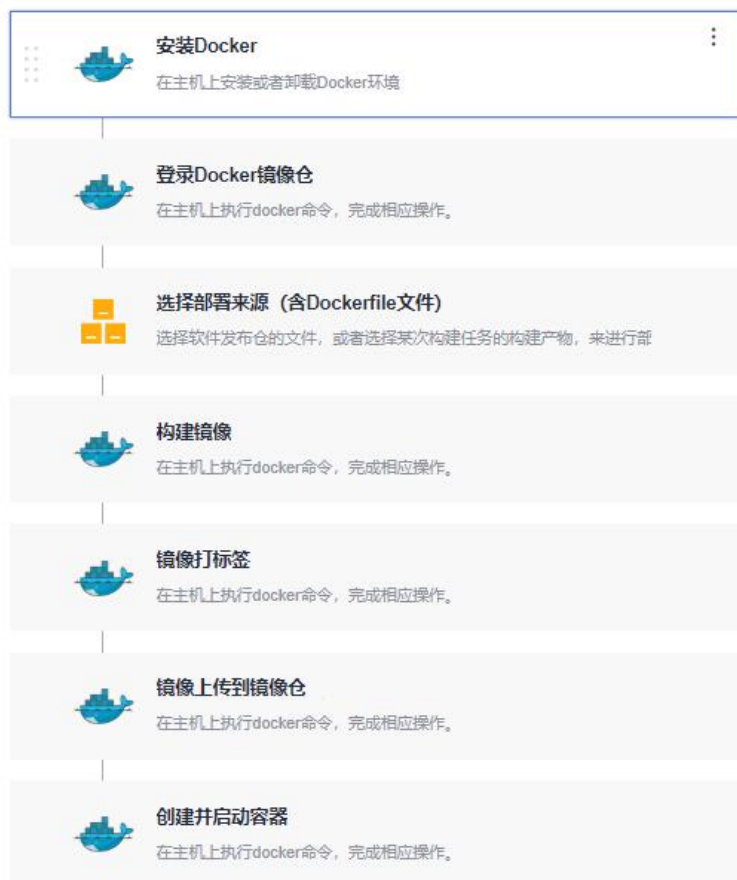 安装Docker
在主机上安装或者卸载Docker环境
登录Docker镜像仓
在主机上执行docker命令，完成相应操作。
选择部署来源（含Dockerfile文件）
选择软件发布仓的文件，或者选择某次构建任务的构建产物，来进行部
构建镜像
在主机上执行docker命令，完成相应操作。
镜像打标签
在主机上执行docker命令，完成相应操作。
镜像上传到镜像仓
在主机上执行docker命令，完成相应操作。
创建并启动容器
在主机上执行docker命令，完成相应操作。